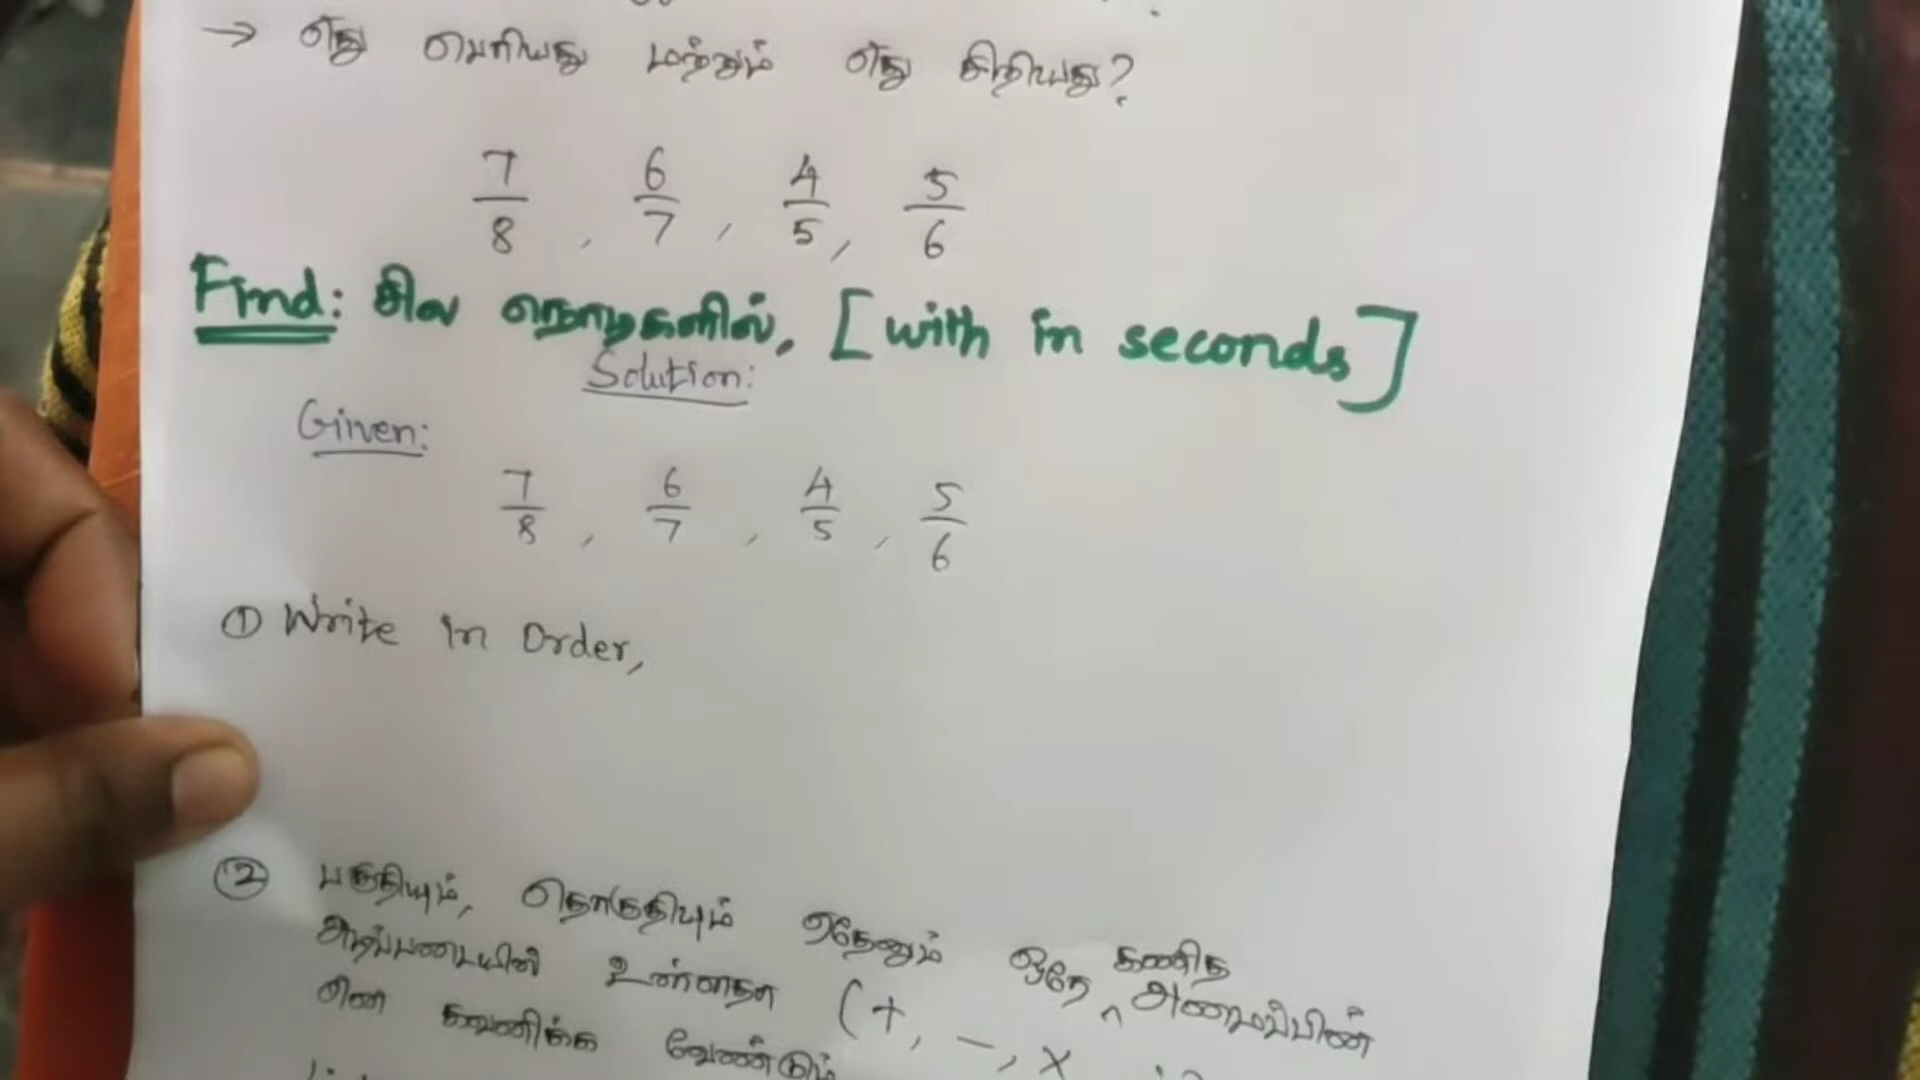 → எது பெரியது மற்றும் எது சிறியது?
7/8 , 6/7 , 4/5 , 5/6
Find: சில நொடிகளில், [with in seconds]
Solution:
Given:
7/8 , 6/7 , 4/5 , 5/6
① Write in Order,
② பகுதியும், தொகுதியும் ஏதேனும் ஒரே கணித அமைப்பின்
அடிப்படையில் உள்ளதா (+, -, ×
என கவனிக்க வேண்டும்